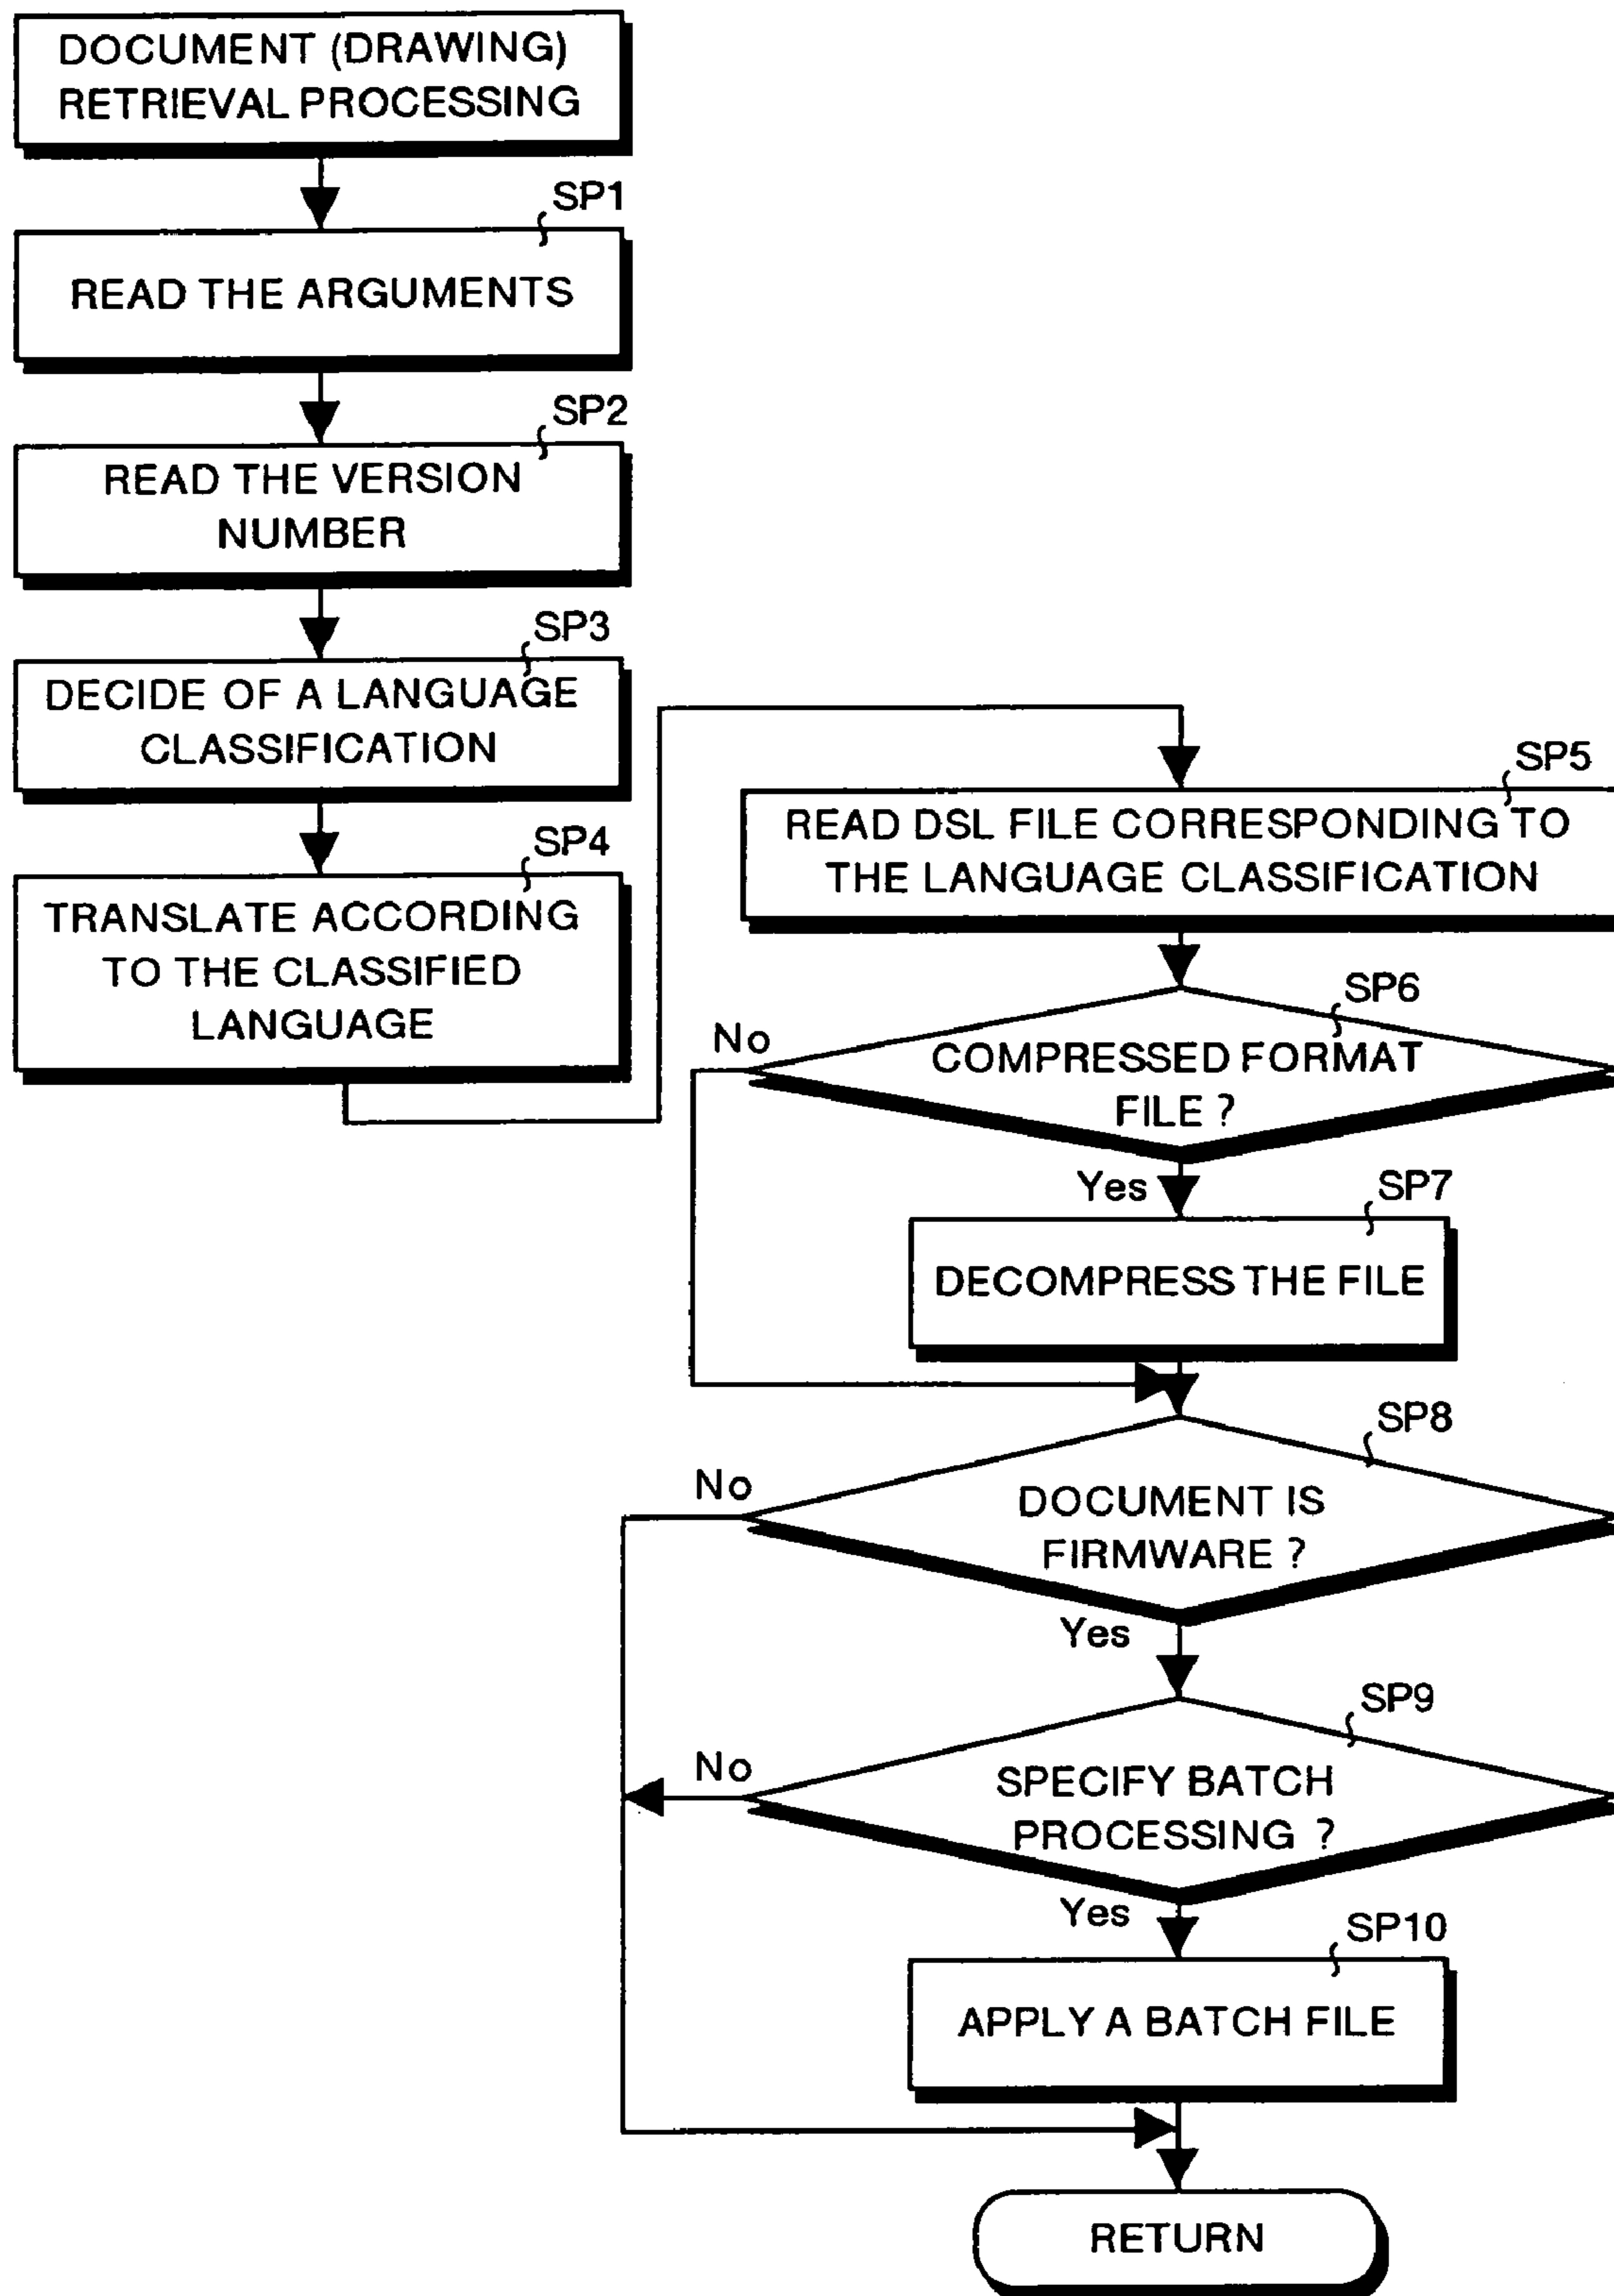 DOCUMENT (DRAWING)
RETRIEVAL PROCESSING
SP1
READ THE ARGUMENTS
SP2
READ THE VERSION
NUMBER
SP3
DECIDE OF A LANGUAGE
CLASSIFICATION
SP4
TRANSLATE ACCORDING
TO THE CLASSIFIED
LANGUAGE
SP5
READ DSL FILE CORRESPONDING TO
THE LANGUAGE CLASSIFICATION
SP6
No
COMPRESSED FORMAT
FILE ?
Yes
SP7
DECOMPRESS THE FILE
SP8
No
DOCUMENT IS
FIRMWARE ?
Yes
SP9
No
SPECIFY BATCH
PROCESSING ?
Yes
SP10
APPLY A BATCH FILE
RETURN